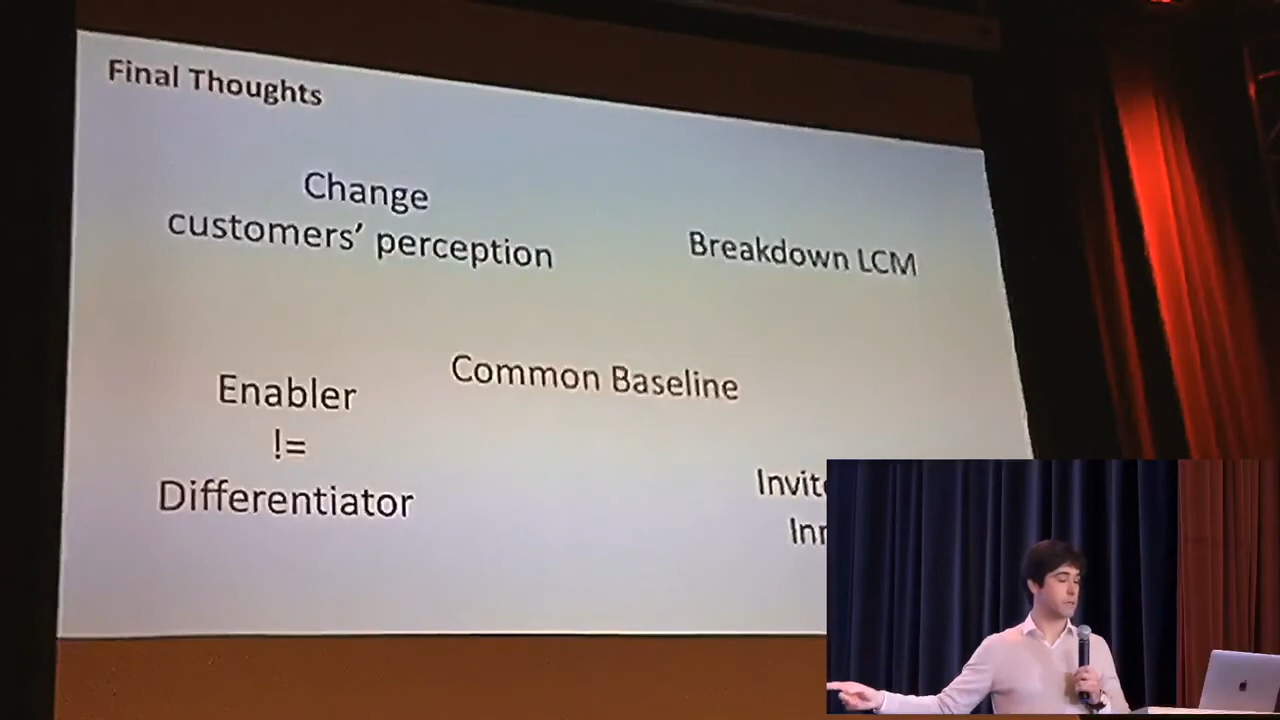 Final Thoughts
Change
customers' perception
Breakdown LCM
Common Baseline
Enabler
!=
Differentiator